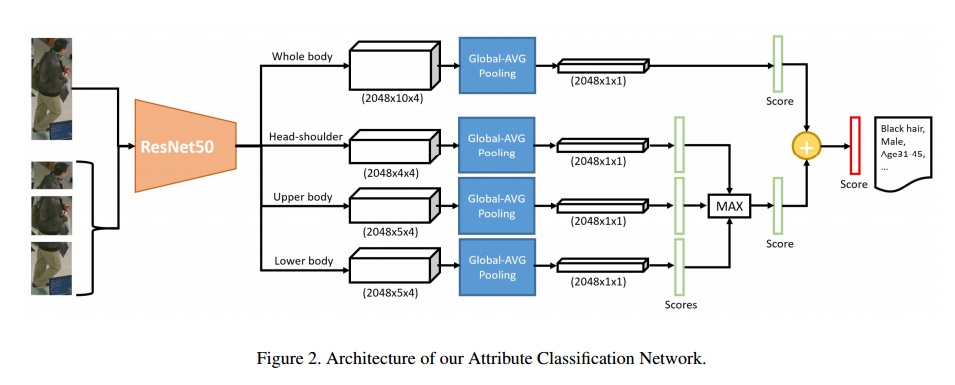 Whole body
(2048x10x4)
Global-AVG
Pooling
(2048x1x1)
Score
ResNet50
Head-shoulder
(2048x4x4)
Global-AVG
Pooling
(2048x1x1)
Upper body
(2048x5x4)
Global-AVG
Pooling
(2048x1x1)
MAX
Score
Lower body
(2048x5x4)
Global-AVG
Pooling
(2048x1x1)
Scores
+
Score
Black hair,
Male,
Age31-45,
...
Figure 2. Architecture of our Attribute Classification Network.